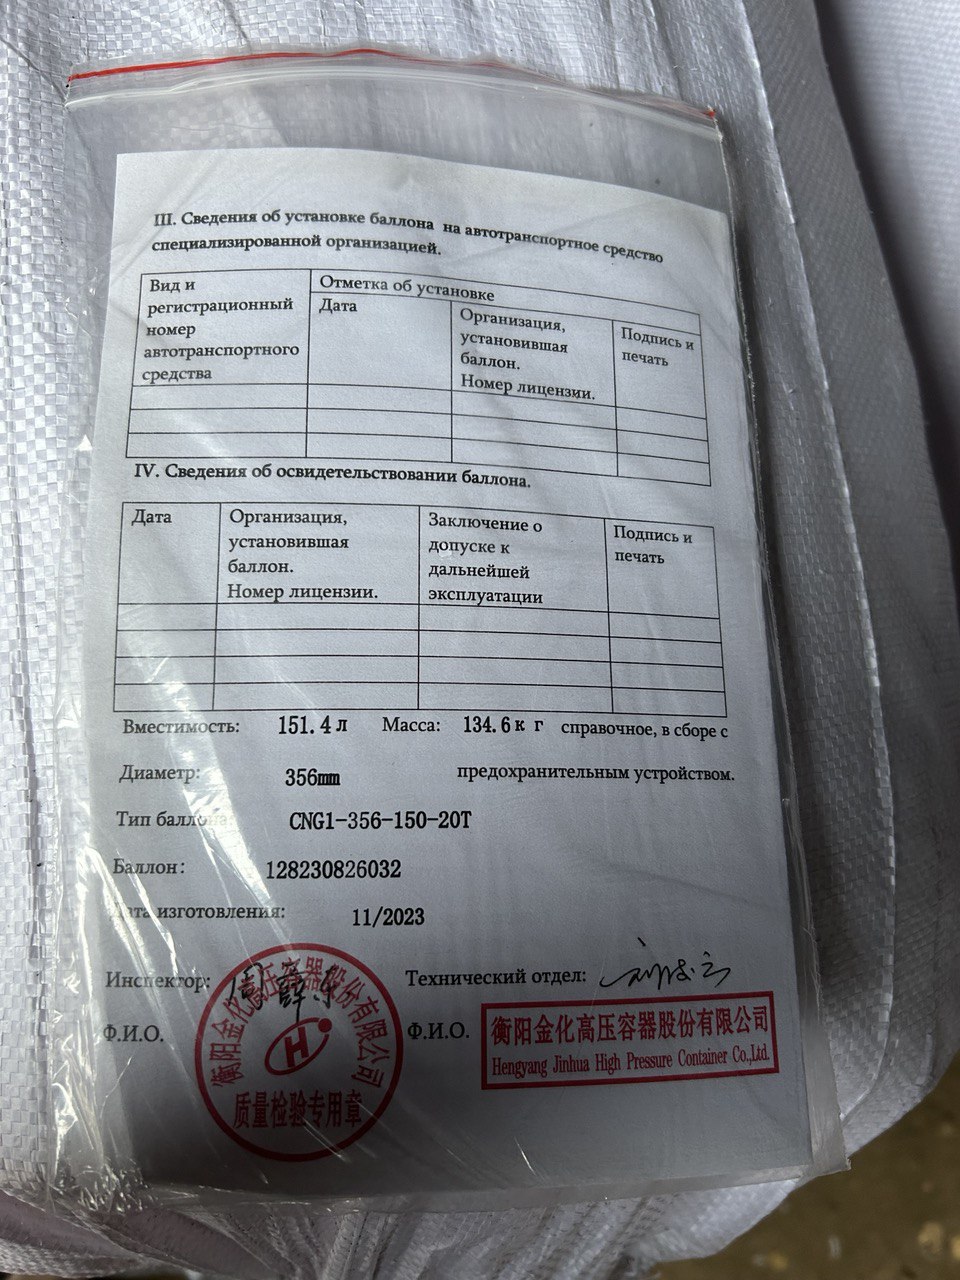 III. Сведения об установке баллона на автотранспортное средство
специализированной организацией.
Вид и
регистрационный
номер
автотранспортного
средства
Отметка об установке
Дата
Организация,
установившая
баллон.
Номер лицензии.
Подпись и
печать
IV. Сведения об освидетельствовании баллона.
Дата
Организация,
установившая
баллон.
Номер лицензии.
Заключение о
допуске к
дальнейшей
эксплуатации
Подпись и
печать
Вместимость: 151.4 л Масса: 134.6 к г справочное, в сборе с
Диаметр: 356mm предохранительным устройством.
Тип баллона: CNG1-356-150-20T
Баллон: 128230826032
Дата изготовления: 11/2023
Инспектор: Технический отдел:
Ф.И.О. Ф.И.О.
衡阳金化高压容器股份有限公司
H
质量检验专用章
衡阳金化高压容器股份有限公司
Hengyang Jinhua High Pressure Container Co.,Ltd.